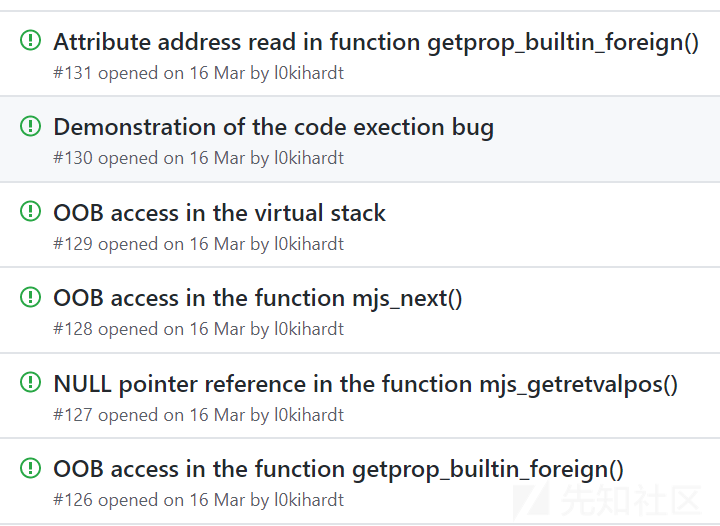 Attribute address read in function getprop_builtin_foreign()
#131 opened on 16 Mar by l0kihardt
Demonstration of the code exection bug
#130 opened on 16 Mar by l0kihardt
OOB access in the virtual stack
#129 opened on 16 Mar by l0kihardt
OOB access in the function mjs_next()
#128 opened on 16 Mar by l0kihardt
NULL pointer reference in the function mjs_getretvalpos()
#127 opened on 16 Mar by l0kihardt
OOB access in the function getprop_builtin_foreign()
#126 opened on 16 Mar by l0kihardt
先知社区